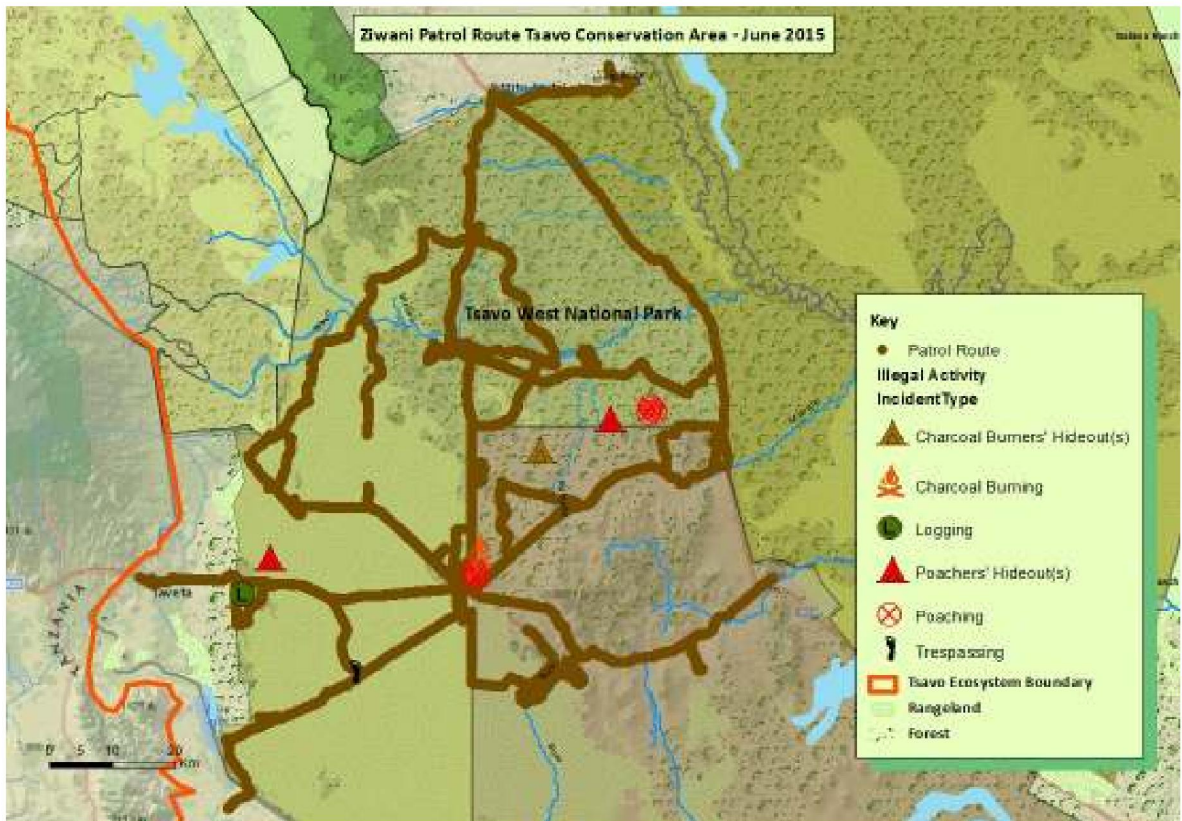 Ziwani Patrol Route Tsavo Conservation Area - June 2015
Tsavo West National Park
Key
Patrol Route
Illegal Activity
IncidentType
Charcoal Burners' Hideout(s)
Charcoal Burning
L Logging
Poachers' Hideout(s)
Poaching
Trespassing
Tsavo Ecosystem Boundary
Rangeland
Forest
Taveta
L
TANZANIA
0 5 10 20
Km